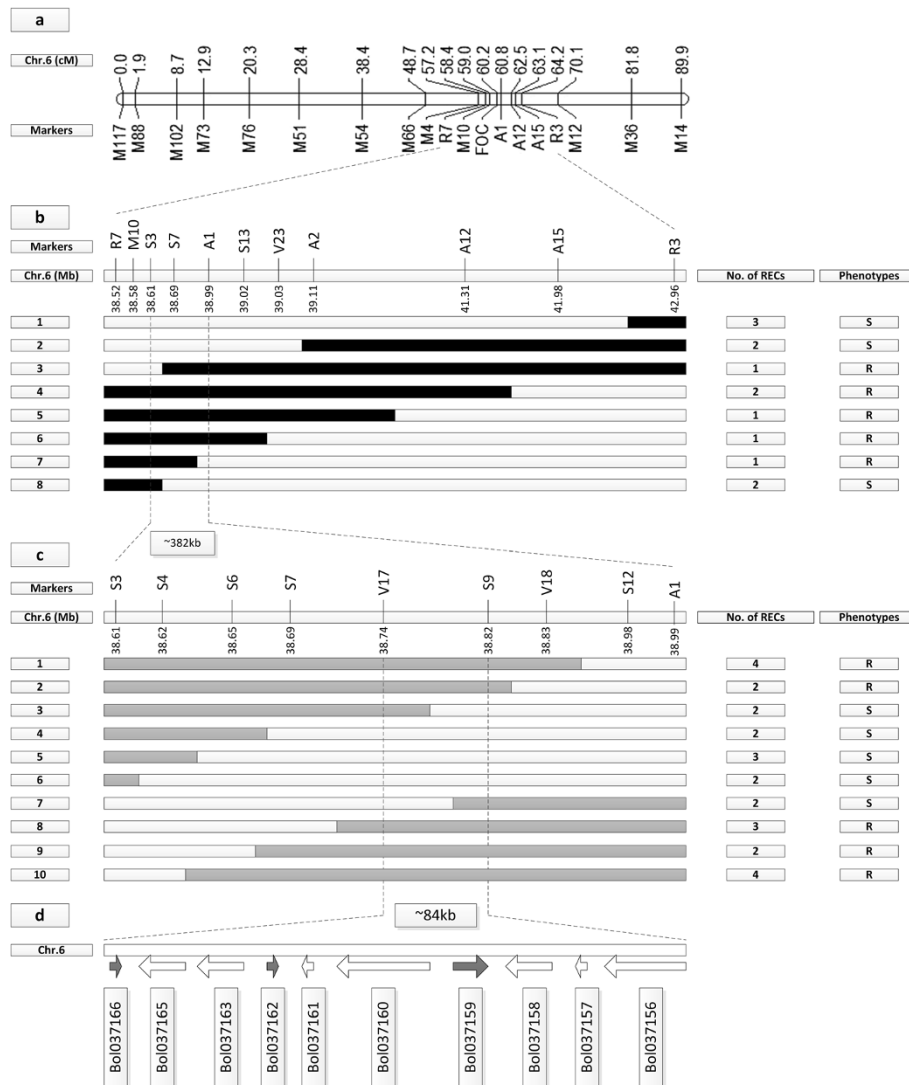 a
Chr.6 (cM) 0.0 1.9 8.7 12.9 20.3 28.4 38.4 48.7 57.2 58.4 59.0 60.2 60.8 62.5 63.1 64.2 70.1 81.8 89.9
Markers M117 M88 M102 M73 M76 M51 M54 M66 M4 R7 M10 FOC A1 A12 A15 R3 M12 M36 M14
b
Markers R7 M10 S3 S7 A1 S13 V23 A2 A12 A15 R3
Chr.6 (Mb) No. of RECs Phenotypes
38.52 38.58 38.61 38.69 38.99 39.02 39.03 39.11 41.31 41.98 42.96
1 3 S
2 2 S
3 1 R
4 2 R
5 1 R
6 1 R
7 1 R
8 2 S
~382kb
c
Markers S3 S4 S6 S7 V17 S9 V18 S12 A1
Chr.6 (Mb) No. of RECs Phenotypes
38.61 38.62 38.65 38.69 38.74 38.82 38.83 38.98 38.99
1 4 R
2 2 R
3 2 S
4 2 S
5 3 S
6 2 S
7 2 S
8 3 R
9 2 R
10 4 R
d
~84kb
Chr.6
Bol037166 Bol037165 Bol037163 Bol037162 Bol037161 Bol037160 Bol037159 Bol037158 Bol037157 Bol037156